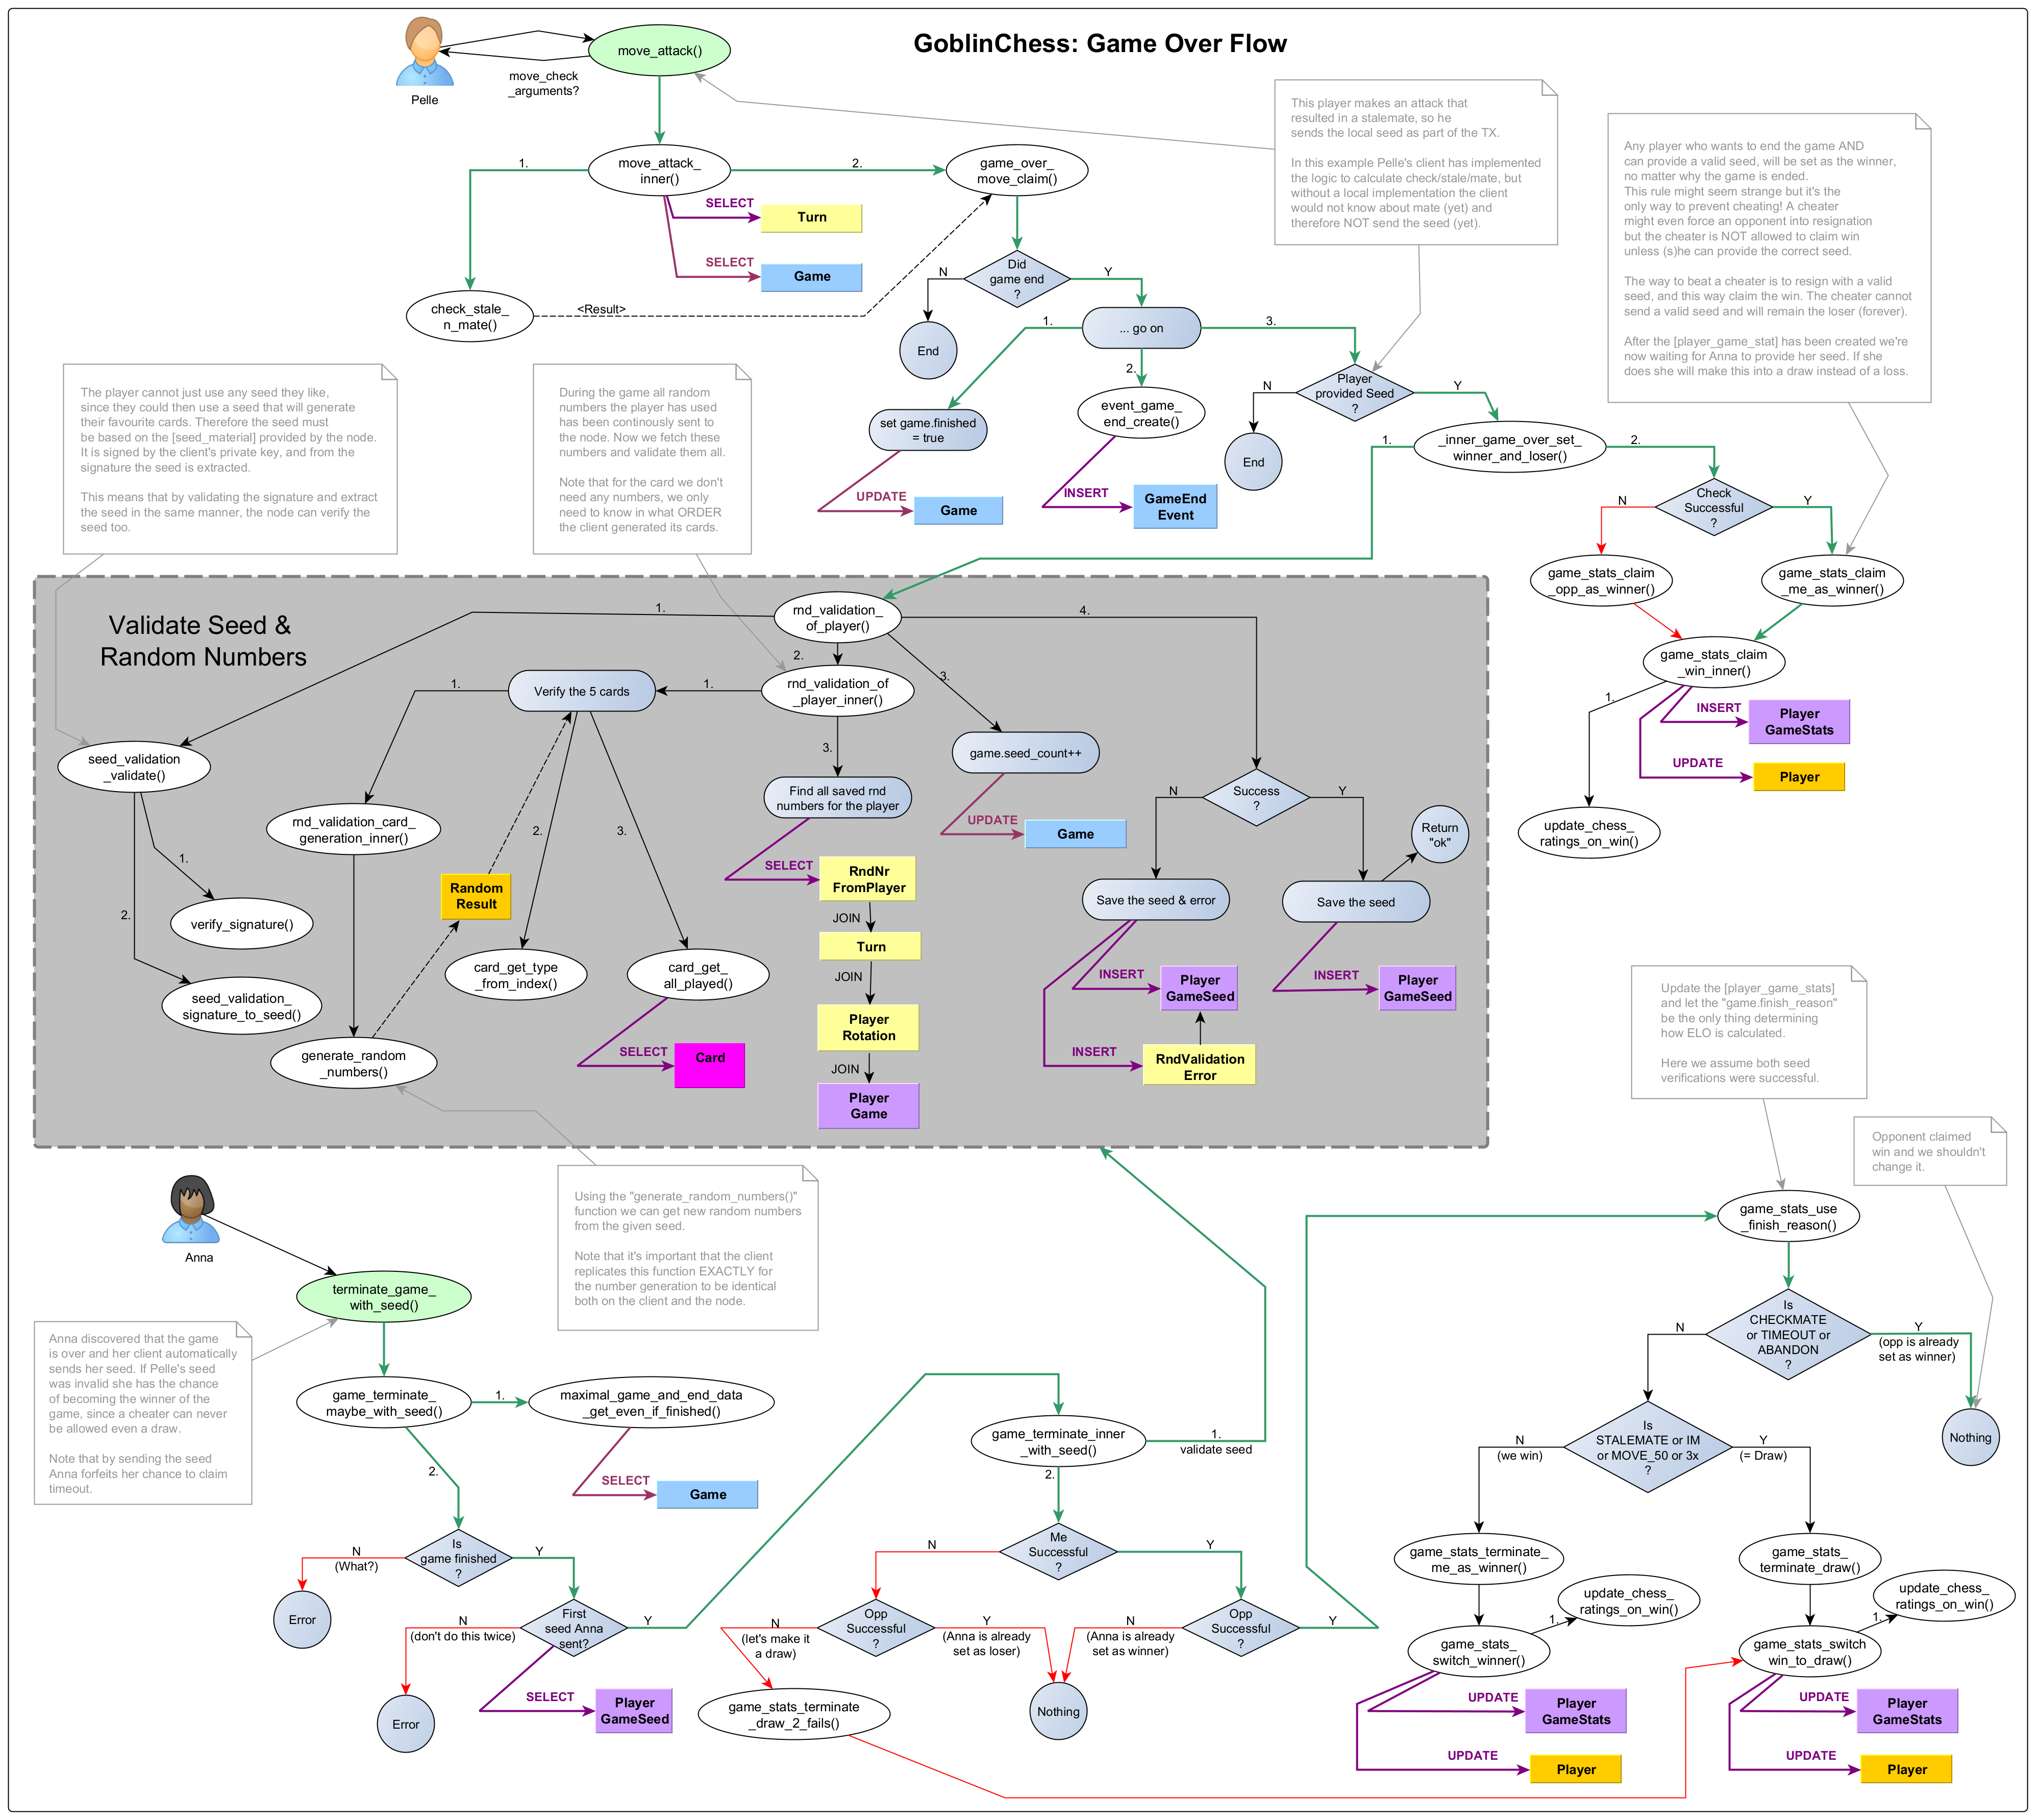 GoblinChess: Game Over Flow
Pelle
move_attack()
move_check
_arguments?
This player makes an attack that
resulted in a stalemate, so he
sends the local seed as part of the TX.
In this example Pelle's client has implemented
the logic to calculate check/stale/mate, but
without a local implementation the client
would not know about mate (yet) and
therefore NOT send the seed (yet).
Any player who wants to end the game AND
can provide a valid seed, will be set as the winner,
no matter why the game is ended.
This rule might seem strange but it's the
only way to prevent cheating! A cheater
might even force an opponent into resignation
but the cheater is NOT allowed to claim win
unless (s)he can provide the correct seed.
The way to beat a cheater is to resign with a valid
seed, and this way claim the win. The cheater cannot
send a valid seed and will remain the loser (forever).
After the [player_game_stat] has been created we're
now waiting for Anna to provide her seed. If she
does she will make this into a draw instead of a loss.
1.
move_attack_
inner()
2.
game_over_
move_claim()
SELECT
Turn
SELECT
Game
check_stale_
n_mate()
<Result>
N
Did
game end
?
Y
End
1.
... go on
3.
2.
set game.finished
= true
UPDATE
Game
event_game_
end_create()
INSERT
GameEnd
Event
N
Player
provided Seed
?
Y
End
1.
_inner_game_over_set_
winner_and_loser()
2.
N
Check
Successful
?
Y
game_stats_claim
_opp_as_winner()
game_stats_claim
_me_as_winner()
game_stats_claim
_win_inner()
1.
INSERT
Player
GameStats
UPDATE
Player
update_chess_
ratings_on_win()
The player cannot just use any seed they like,
since they could then use a seed that will generate
their favourite cards. Therefore the seed must
be based on the [seed_material] provided by the node.
It is signed by the client's private key, and from the
signature the seed is extracted.
This means that by validating the signature and extract
the seed in the same manner, the node can verify the
seed too.
During the game all random
numbers the player has used
has been continously sent to
the node. Now we fetch these
numbers and validate them all.
Note that for the card we don't
need any numbers, we only
need to know in what ORDER
the client generated its cards.
Validate Seed &
Random Numbers
1.
rnd_validation_
of_player()
4.
2.
3.
1.
Verify the 5 cards
1.
rnd_validation_of
_player_inner()
seed_validation
_validate()
3.
game.seed_count++
UPDATE
Game
Find all saved rnd
numbers for the player
rnd_validation_card_
generation_inner()
2.
3.
1.
2.
verify_signature()
seed_validation_
signature_to_seed()
Random
Result
card_get_type
_from_index()
card_get_
all_played()
generate_random
_numbers()
SELECT
Card
SELECT
RndNr
FromPlayer
JOIN
Turn
JOIN
Player
Rotation
JOIN
Player
Game
N
Success
?
Y
Return
"ok"
Save the seed & error
Save the seed
INSERT
Player
GameSeed
INSERT
Player
GameSeed
INSERT
RndValidation
Error
Update the [player_game_stats]
and let the "game.finish_reason"
be the only thing determining
how ELO is calculated.
Here we assume both seed
verifications were successful.
Opponent claimed
win and we shouldn't
change it.
Using the "generate_random_numbers()"
function we can get new random numbers
from the given seed.
Note that it's important that the client
replicates this function EXACTLY for
the number generation to be identical
both on the client and the node.
Anna
terminate_game_
with_seed()
Anna discovered that the game
is over and her client automatically
sends her seed. If Pelle's seed
was invalid she has the chance
of becoming the winner of the
game, since a cheater can never
be allowed even a draw.
Note that by sending the seed
Anna forfeits her chance to claim
timeout.
game_terminate_
maybe_with_seed()
1.
maximal_game_and_end_data
_get_even_if_finished()
2.
SELECT
Game
N
(What?)
Is
game finished
?
Y
Error
N
(don't do this twice)
First
seed Anna
sent?
Y
Error
SELECT
Player
GameSeed
game_terminate_inner
_with_seed()
1.
validate seed
2.
N
Me
Successful
?
Y
N
(let's make it
a draw)
Opp
Successful
?
Y
(Anna is already
set as loser)
N
(Anna is already
set as winner)
Opp
Successful
?
Y
game_stats_terminate
_draw_2_fails()
Nothing
game_stats_use
_finish_reason()
N
Is
CHECKMATE
or TIMEOUT or
ABANDON
?
Y
(opp is already
set as winner)
Nothing
N
(we win)
Is
STALEMATE or IM
or MOVE_50 or 3x
?
Y
(= Draw)
game_stats_terminate_
me_as_winner()
game_stats_
terminate_draw()
update_chess_
ratings_on_win()
update_chess_
ratings_on_win()
1.
1.
game_stats_
switch_winner()
game_stats_switch
win_to_draw()
UPDATE
Player
GameStats
UPDATE
Player
UPDATE
Player
GameStats
UPDATE
Player